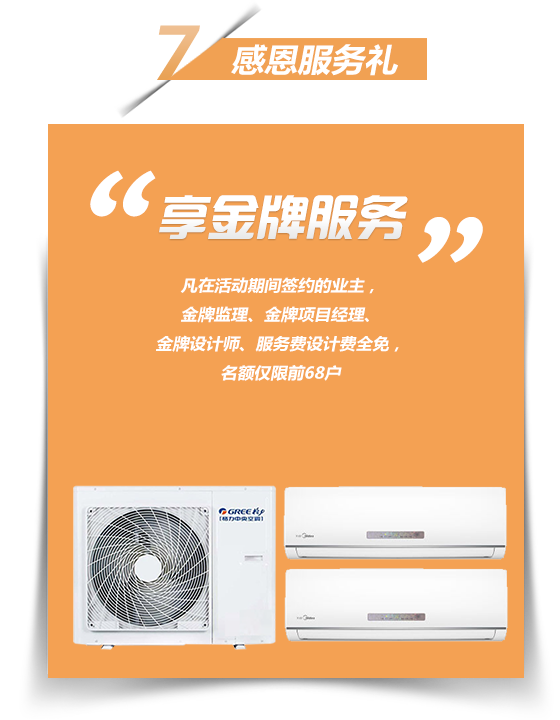 7
感恩服务礼
“享金牌服务”
凡在活动期间签约的业主，
金牌监理、金牌项目经理、
金牌设计师、服务费设计费全免，
名额仅限前68户
GREE
格力中央空调
Midea
Midea